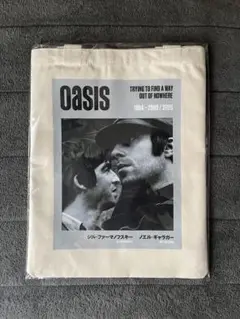 oasis
TRYING TO FIND A WAY
OUT OF NOWHERE
1994 - 2009 / 2025
ジル・ファーマノフスキー ノエル・ギャラガー